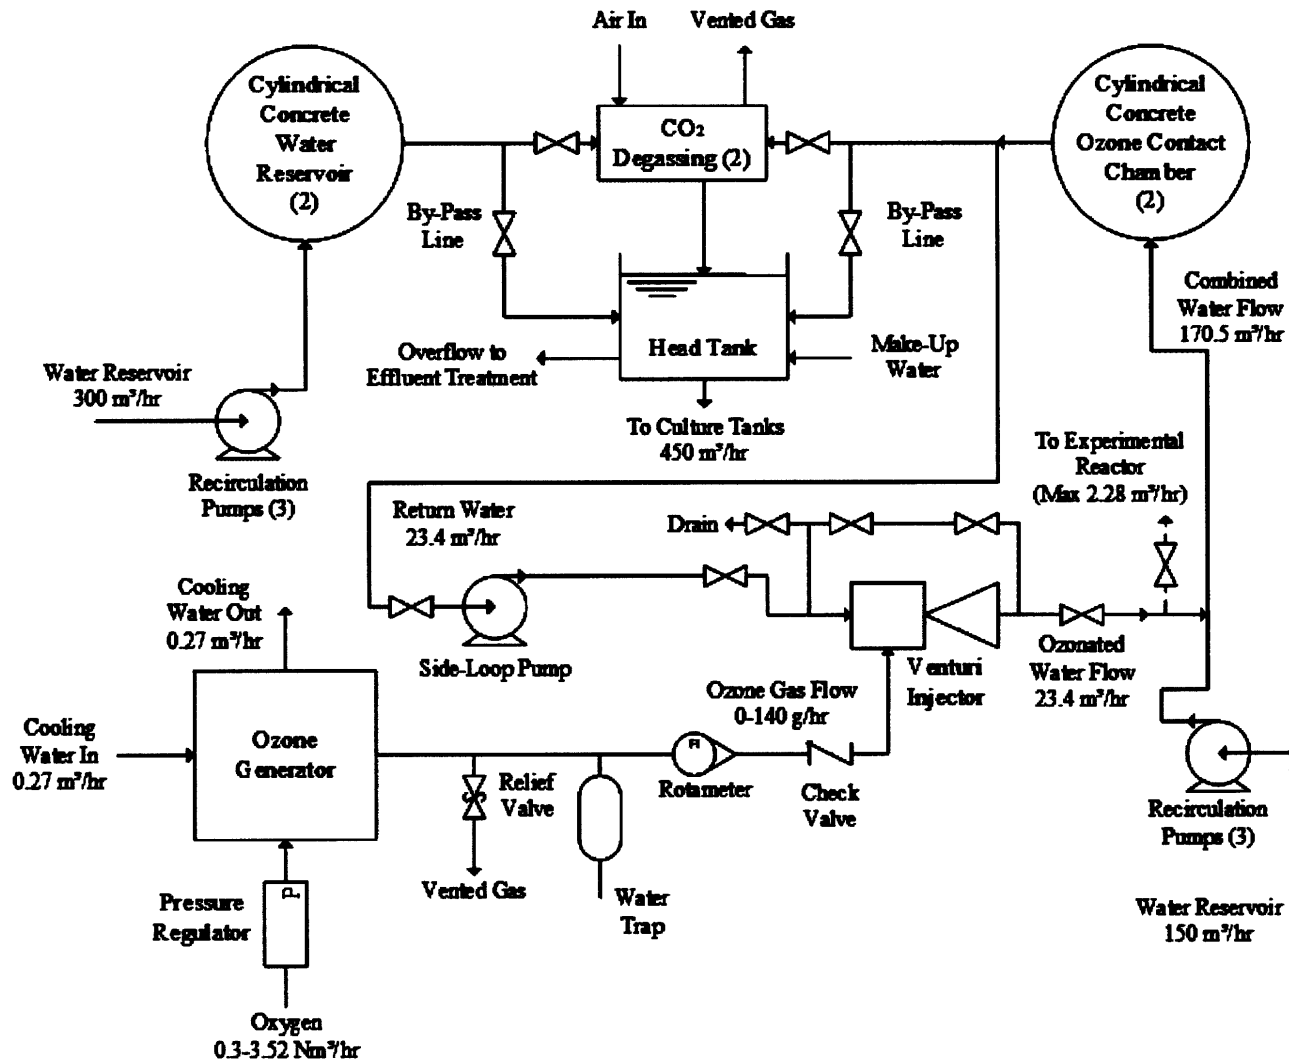 Air In
Vented Gas
Cylindrical
Concrete
Water
Reservoir
(2)
CO₂
Degassing (2)
Cylindrical
Concrete
Ozone Contact
Chamber
(2)
By-Pass
Line
By-Pass
Line
Combined
Water Flow
170.5 m³/hr
Head Tank
Overflow to
Effluent Treatment
Make-Up
Water
Water Reservoir
300 m³/hr
To Culture Tanks
450 m³/hr
Recirculation
Pumps (3)
To Experimental
Reactor
(Max 2.28 m³/hr)
Return Water
23.4 m³/hr
Drain
Cooling
Water Out
0.27 m³/hr
Side-Loop Pump
Venturi
Injector
Ozonated
Water Flow
23.4 m³/hr
Ozone Gas Flow
0-140 g/hr
Cooling
Water In
0.27 m³/hr
Ozone
Generator
FI
Relief
Valve
Rotameter
Check
Valve
Recirculation
Pumps (3)
Vented Gas
Water
Trap
P
Pressure
Regulator
Water Reservoir
150 m³/hr
Oxygen
0.3-3.52 Nm³/hr